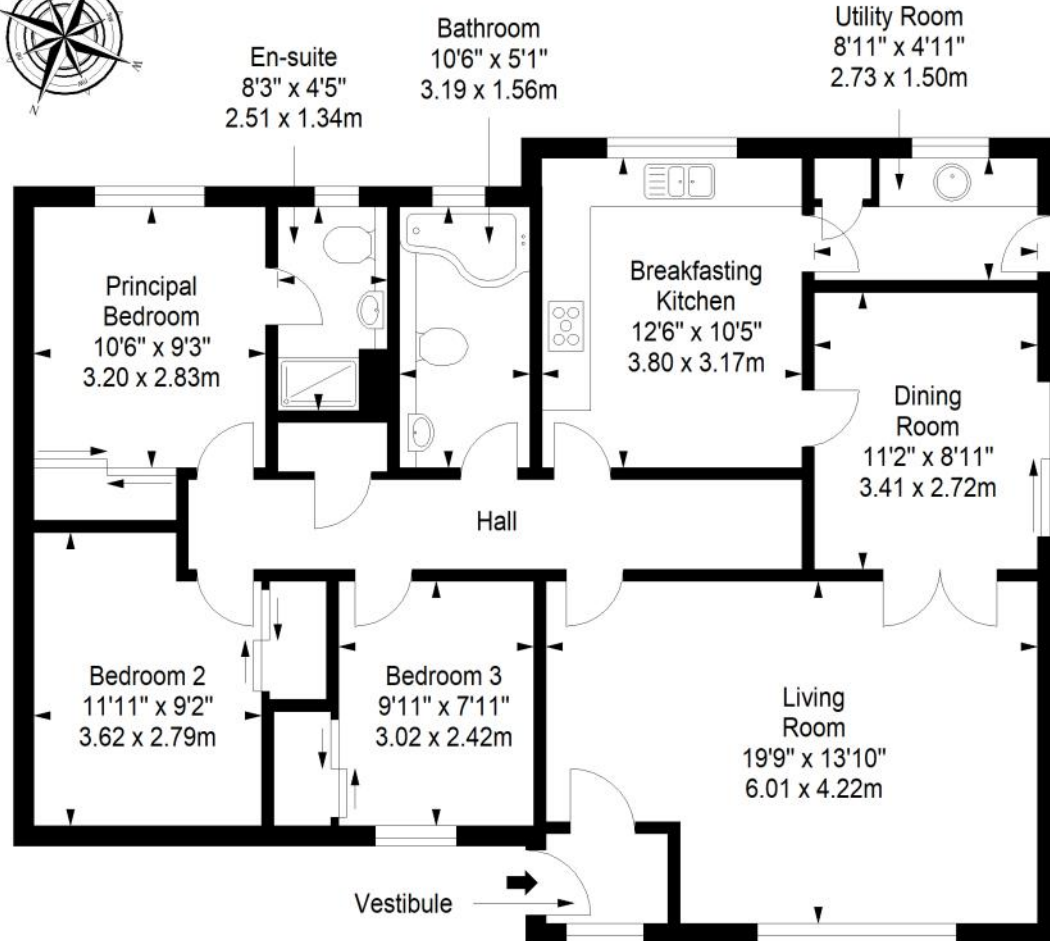 En-suite
8'3" x 4'5"
2.51 x 1.34m
Bathroom
10'6" x 5'1"
3.19 x 1.56m
Utility Room
8'11" x 4'11"
2.73 x 1.50m
Principal
Bedroom
10'6" x 9'3"
3.20 x 2.83m
Breakfasting
Kitchen
12'6" x 10'5"
3.80 x 3.17m
Dining
Room
11'2" x 8'11"
3.41 x 2.72m
Hall
Bedroom 2
11'11" x 9'2"
3.62 x 2.79m
Bedroom 3
9'11" x 7'11"
3.02 x 2.42m
Living
Room
19'9" x 13'10"
6.01 x 4.22m
Vestibule
W
N